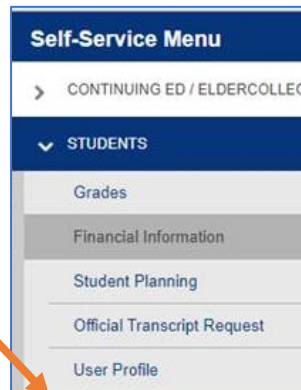 Self-Service Menu
CONTINUING ED / ELDERCOLLEG
STUDENTS
Grades
Financial Information
Student Planning
Official Transcript Request
User Profile